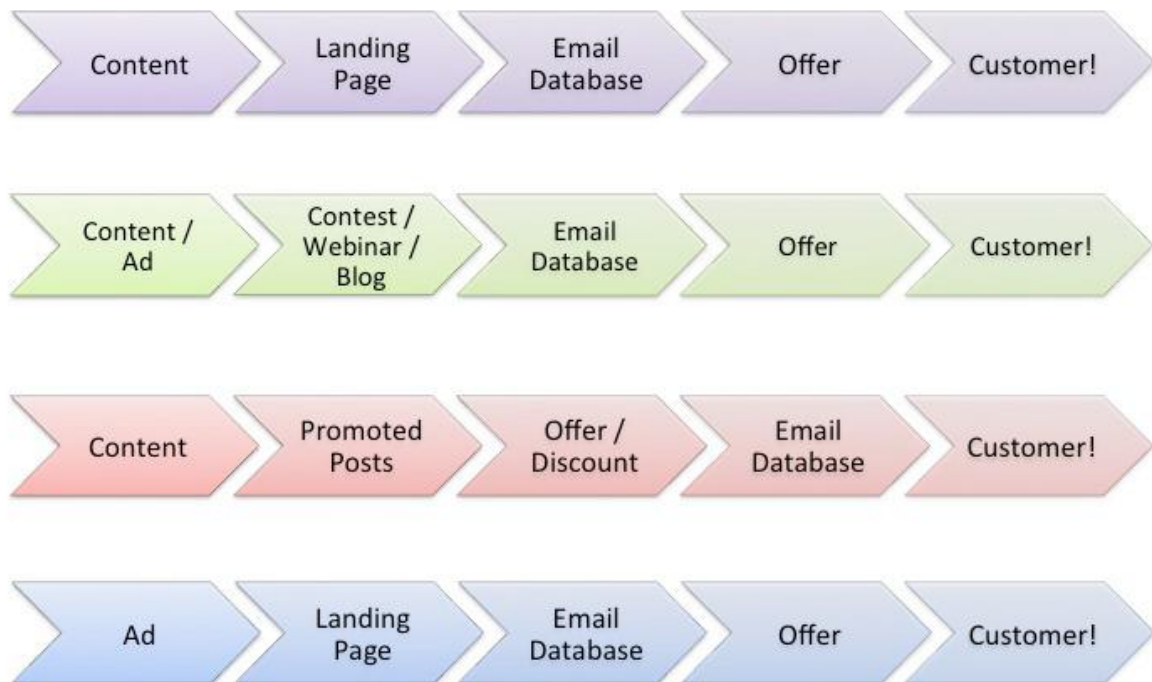 Content
Landing
Page
Email
Database
Offer
Customer!
Content /
Ad
Contest /
Webinar /
Blog
Email
Database
Offer
Customer!
Content
Promoted
Posts
Offer /
Discount
Email
Database
Customer!
Ad
Landing
Page
Email
Database
Offer
Customer!